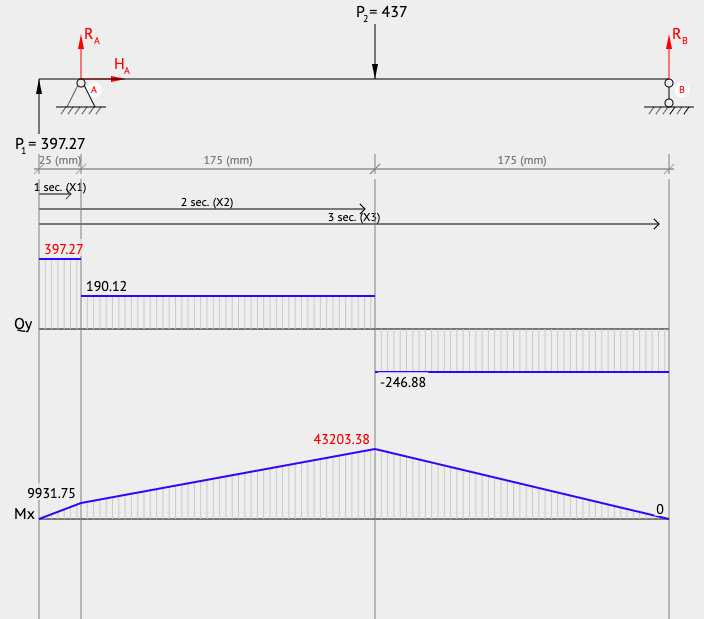 P2= 437
RA
RB
HA
A
B
P1= 397.27
25 (mm)
175 (mm)
175 (mm)
1 sec. (X1)
2 sec. (X2)
3 sec. (X3)
397.27
190.12
Qy
-246.88
43203.38
9931.75
Mx
0